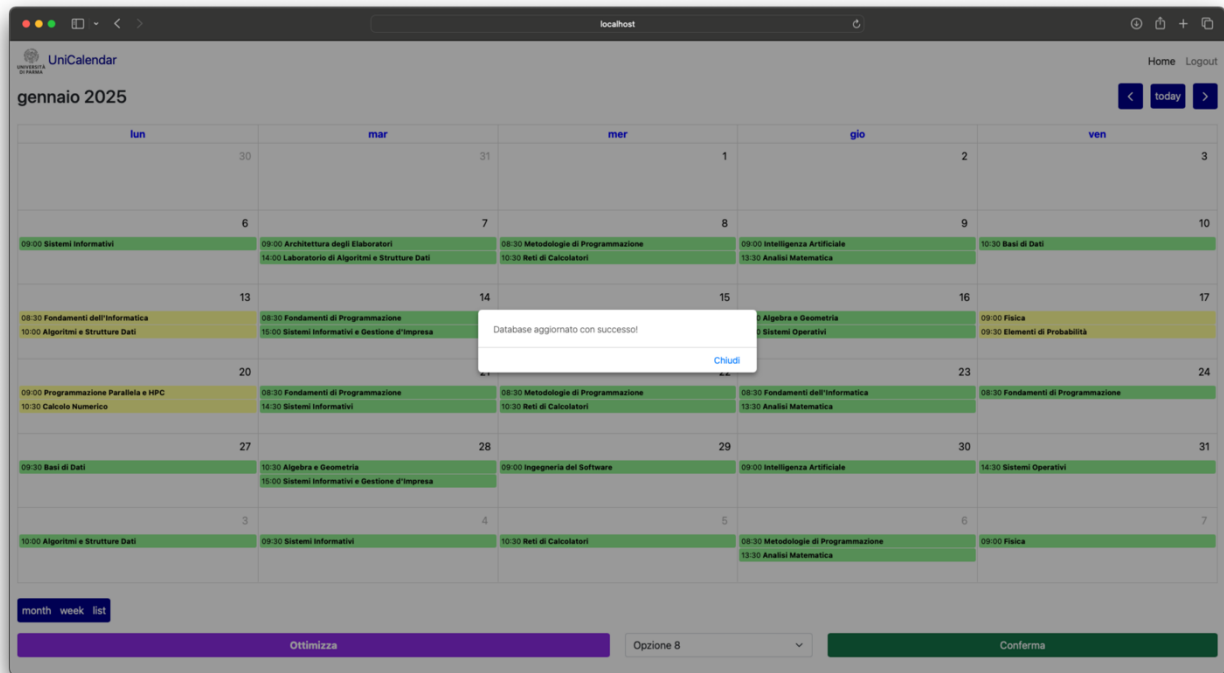 localhost
UNIVERSITÀ
DI PARMA
UniCalendar
Home Logout
gennaio 2025
today
lun mar mer gio ven
30 31 1 2 3
6 7 8 9 10
09:00 Sistemi Informativi 09:00 Architettura degli Elaboratori 08:30 Metodologie di Programmazione 09:00 Intelligenza Artificiale 10:30 Basi di Dati
14:00 Laboratorio di Algoritmi e Strutture Dati 10:30 Reti di Calcolatori 13:30 Analisi Matematica
13 14 15 16 17
08:30 Fondamenti dell'Informatica 08:30 Fondamenti di Programmazione Algebra e Geometria 09:00 Fisica
10:00 Algoritmi e Strutture Dati 15:00 Sistemi Informativi e Gestione d'Impresa Sistemi Operativi 09:30 Elementi di Probabilità
Database aggiornato con successo!
Chiudi
20 21 22 23 24
09:00 Programmazione Parallela e HPC 08:30 Fondamenti di Programmazione 08:30 Metodologie di Programmazione 08:30 Fondamenti dell'Informatica 08:30 Fondamenti di Programmazione
10:30 Calcolo Numerico 14:30 Sistemi Informativi 10:30 Reti di Calcolatori 13:30 Analisi Matematica
27 28 29 30 31
09:30 Basi di Dati 10:30 Algebra e Geometria 09:00 Ingegneria del Software 09:00 Intelligenza Artificiale 14:30 Sistemi Operativi
15:00 Sistemi Informativi e Gestione d'Impresa
3 4 5 6 7
10:00 Algoritmi e Strutture Dati 09:30 Sistemi Informativi 10:30 Reti di Calcolatori 08:30 Metodologie di Programmazione 09:00 Fisica
13:30 Analisi Matematica
month week list
Ottimizza Opzione 8 Conferma